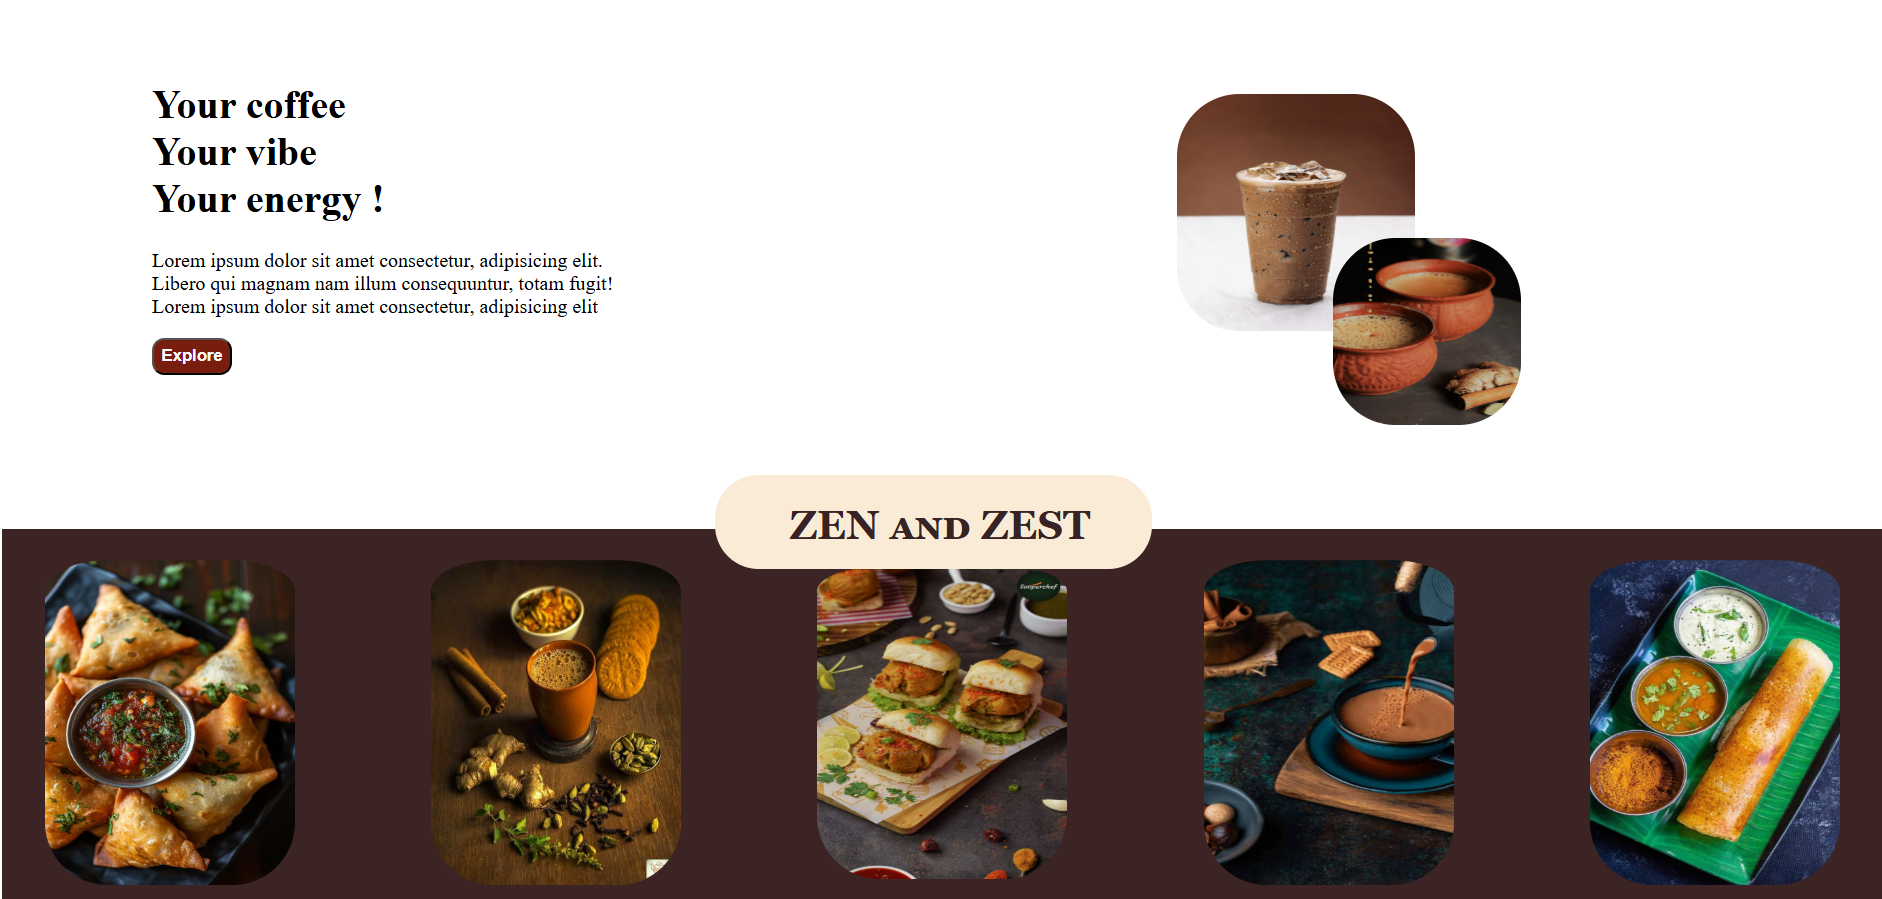 Your coffee
Your vibe
Your energy !
Lorem ipsum dolor sit amet consectetur, adipisicing elit.
Libero qui magnam nam illum consequuntur, totam fugit!
Lorem ipsum dolor sit amet consectetur, adipisicing elit
Explore
ZEN AND ZEST
Sooperchef